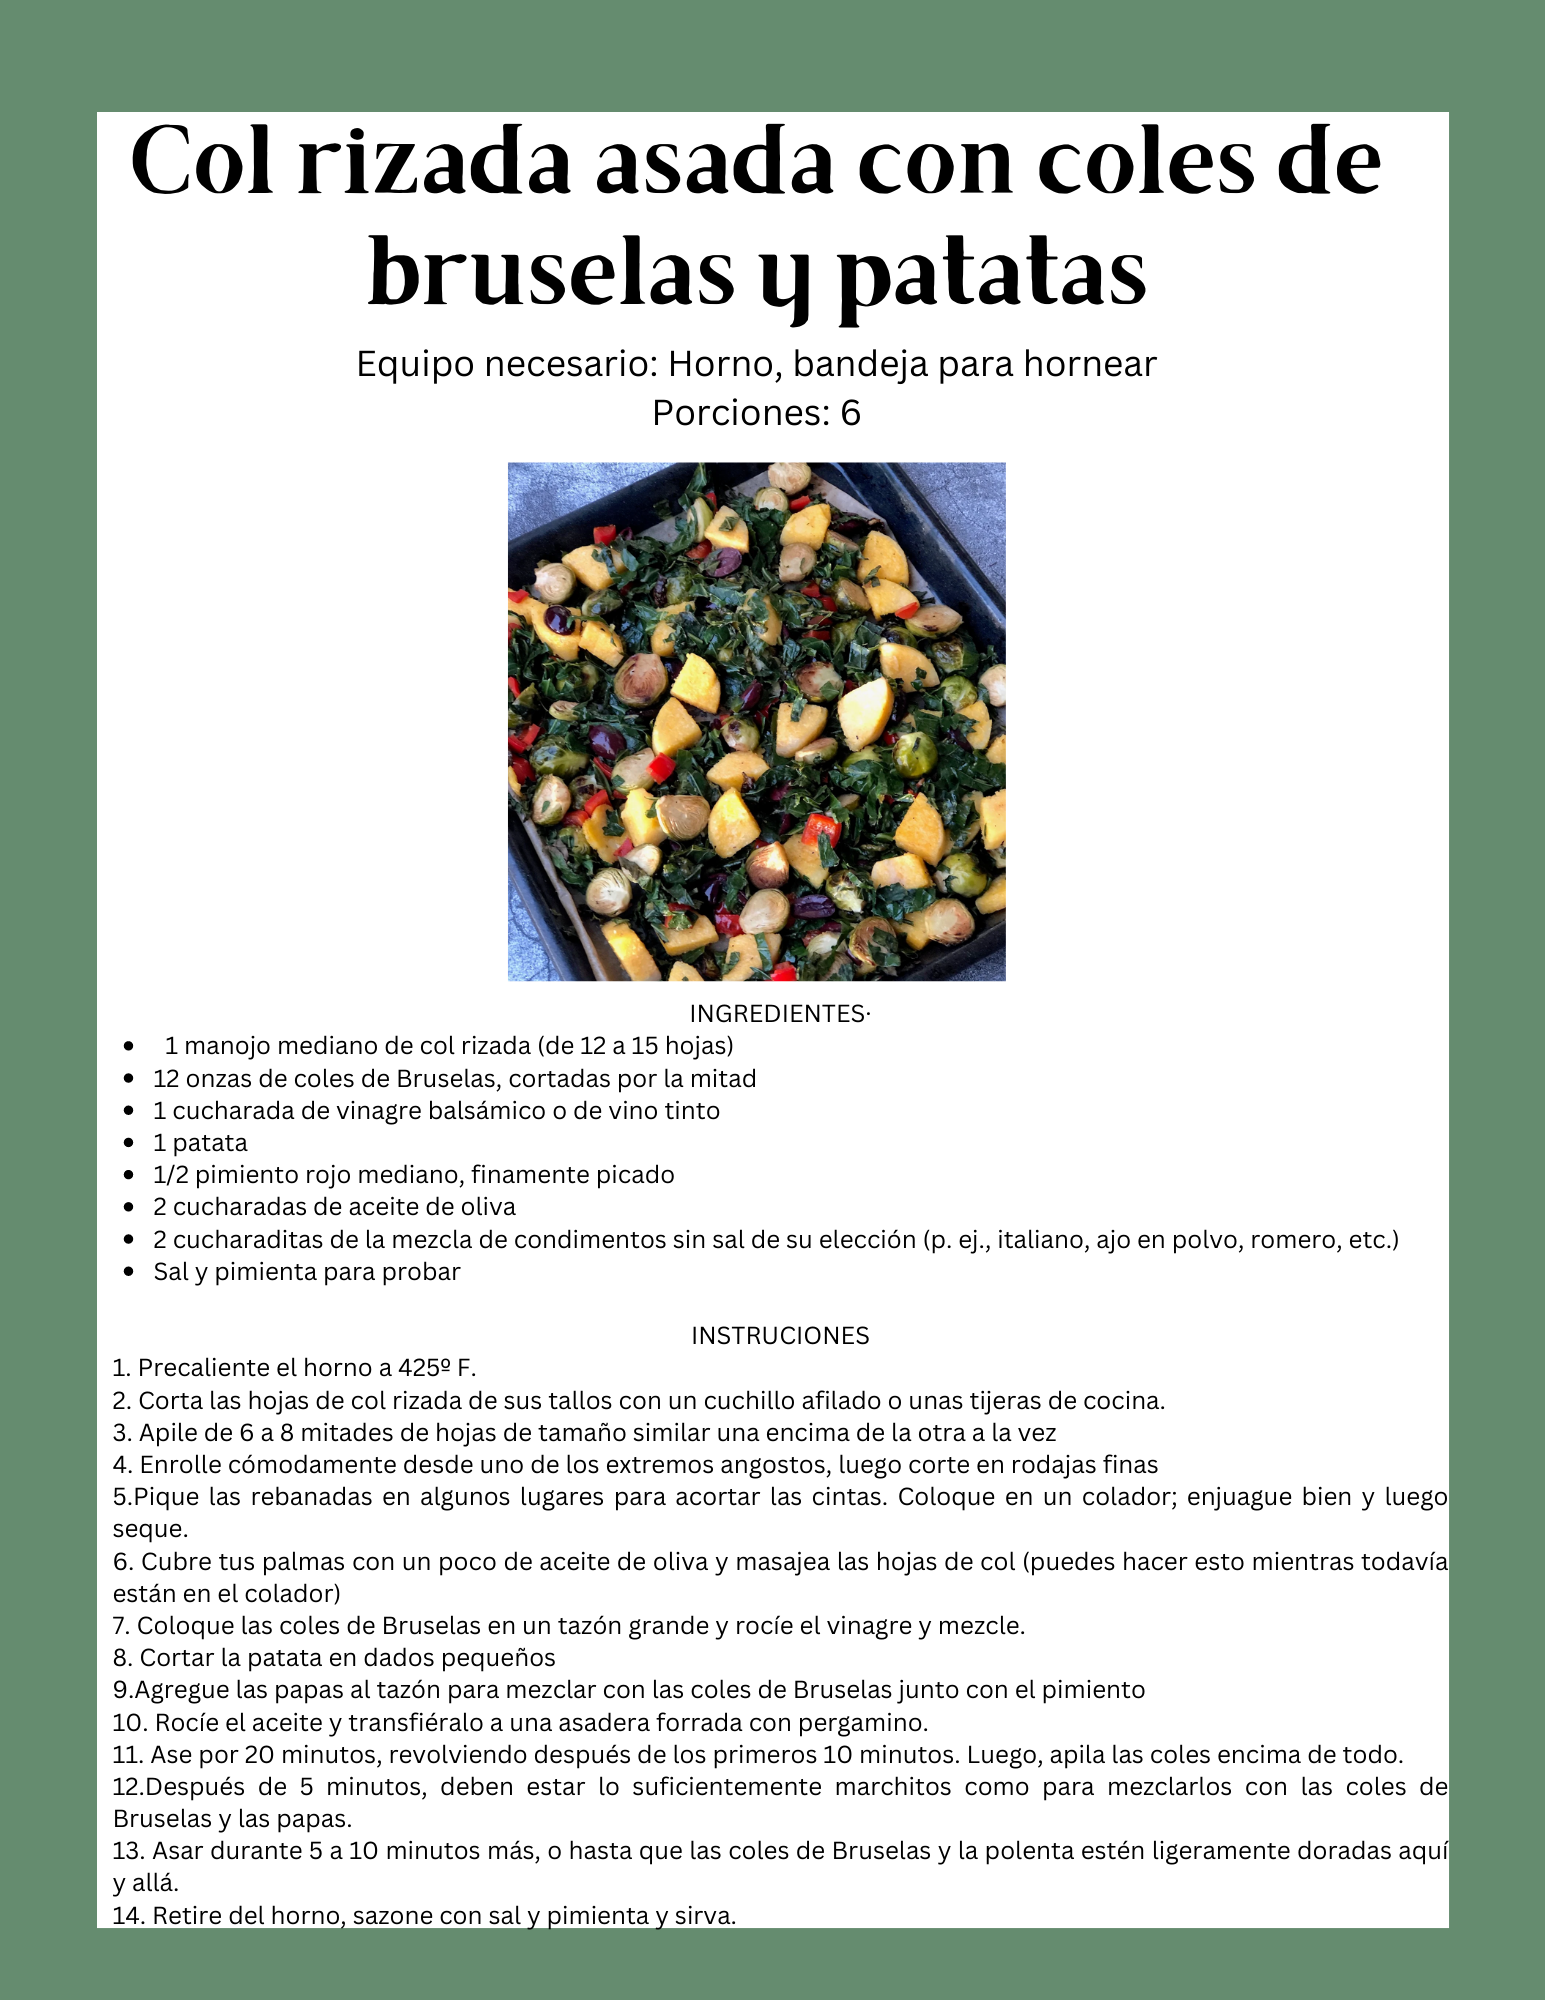 Col rizada asada con coles de
bruselas y patatas
Equipo necesario: Horno, bandeja para hornear
Porciones: 6
INGREDIENTES·
• 1 manojo mediano de col rizada (de 12 a 15 hojas)
• 12 onzas de coles de Bruselas, cortadas por la mitad
• 1 cucharada de vinagre balsámico o de vino tinto
• 1 patata
• 1/2 pimiento rojo mediano, finamente picado
• 2 cucharadas de aceite de oliva
• 2 cucharaditas de la mezcla de condimentos sin sal de su elección (p. ej., italiano, ajo en polvo, romero, etc.)
• Sal y pimienta para probar
INSTRUCIONES
1. Precaliente el horno a 425º F.
2. Corta las hojas de col rizada de sus tallos con un cuchillo afilado o unas tijeras de cocina.
3. Apile de 6 a 8 mitades de hojas de tamaño similar una encima de la otra a la vez
4. Enrolle cómodamente desde uno de los extremos angostos, luego corte en rodajas finas
5.Pique las rebanadas en algunos lugares para acortar las cintas. Coloque en un colador; enjuague bien y luego
seque.
6. Cubre tus palmas con un poco de aceite de oliva y masajea las hojas de col (puedes hacer esto mientras todavía
están en el colador)
7. Coloque las coles de Bruselas en un tazón grande y rocíe el vinagre y mezcle.
8. Cortar la patata en dados pequeños
9.Agregue las papas al tazón para mezclar con las coles de Bruselas junto con el pimiento
10. Rocíe el aceite y transfiéralo a una asadera forrada con pergamino.
11. Ase por 20 minutos, revolviendo después de los primeros 10 minutos. Luego, apila las coles encima de todo.
12.Después de 5 minutos, deben estar lo suficientemente marchitos como para mezclarlos con las coles de
Bruselas y las papas.
13. Asar durante 5 a 10 minutos más, o hasta que las coles de Bruselas y la polenta estén ligeramente doradas aquí
y allá.
14. Retire del horno, sazone con sal y pimienta y sirva.